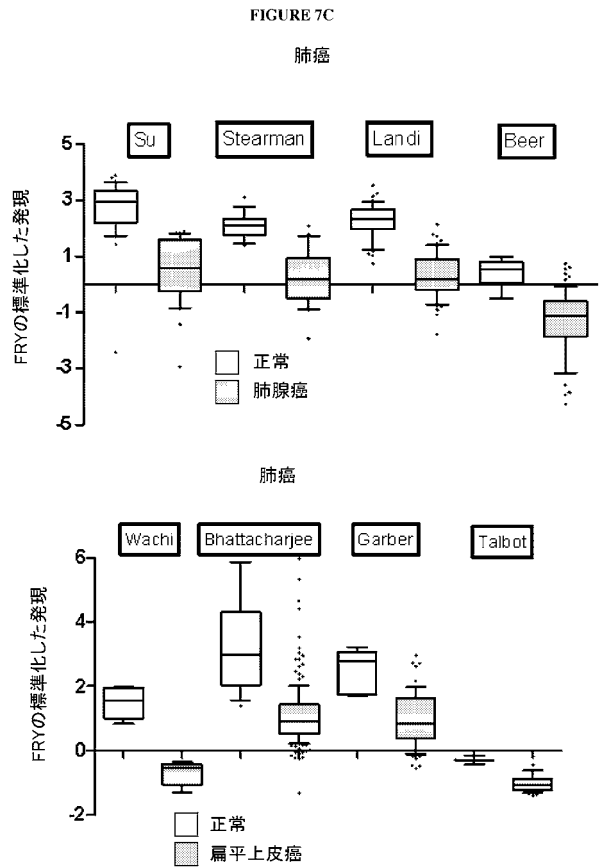 FIGURE 7C
肺癌
Su
Stearman
Landi
Beer
FRYの標準化した発現
5
3
1
-1
-3
-5
正常
肺腺癌
肺癌
Wachi
Bhattacharjee
Garber
Talbot
FRYの標準化した発現
6
4
2
0
-2
正常
扁平上皮癌